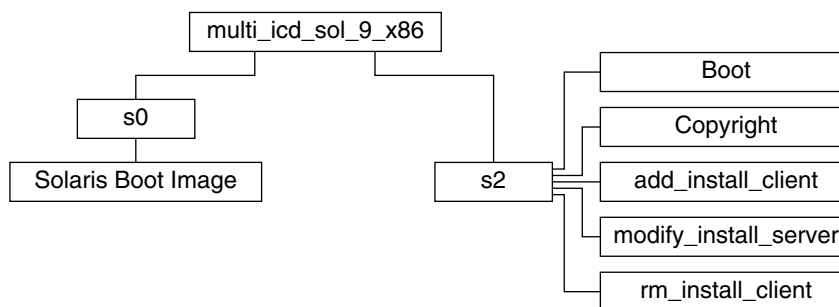 multi_icd_sol_9_x86
s0
Solaris Boot Image
s2
Boot
Copyright
add_install_client
modify_install_server
rm_install_client